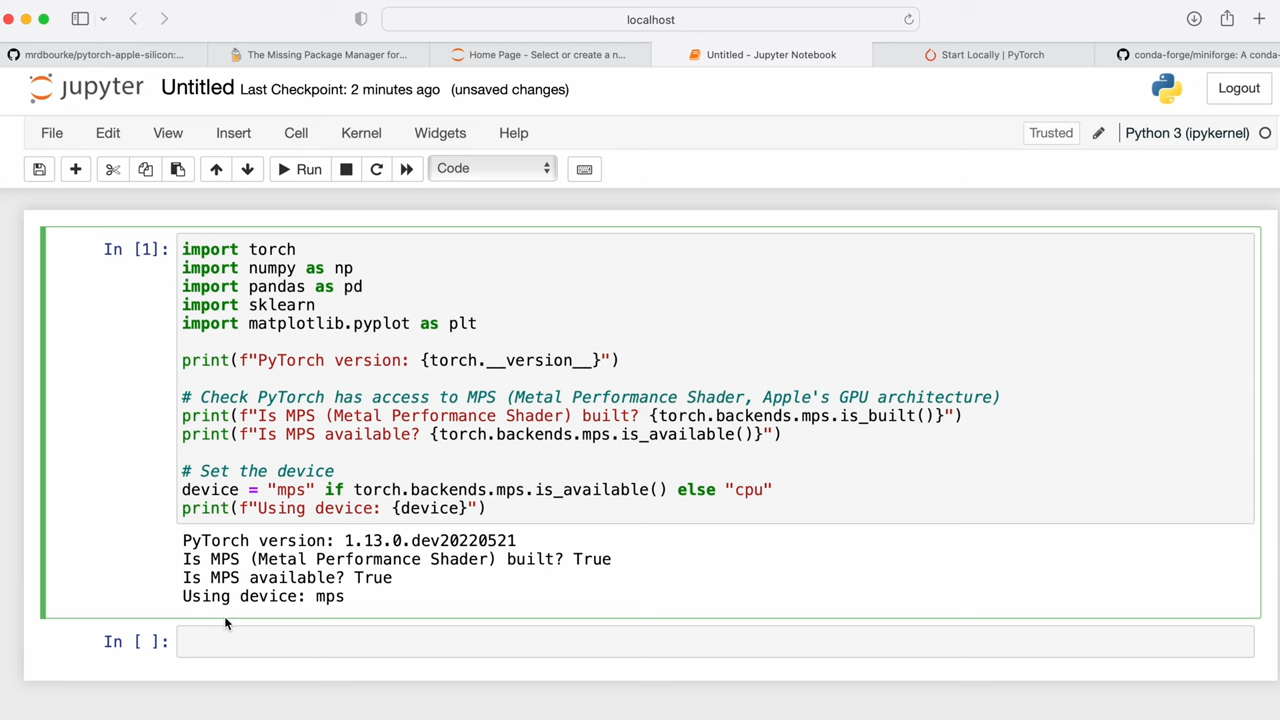 localhost
mrdbourke/pytorch-apple-silicon:...
The Missing Package Manager for...
Home Page - Select or create a n...
Untitled - Jupyter Notebook
Start Locally | PyTorch
conda-forge/miniforge: A conda-
jupyter Untitled Last Checkpoint: 2 minutes ago (unsaved changes)
Logout
File Edit View Insert Cell Kernel Widgets Help
Trusted Python 3 (ipykernel)
Run Code
In [1]:
import torch
import numpy as np
import pandas as pd
import sklearn
import matplotlib.pyplot as plt
print(f"PyTorch version: {torch.__version__}")
# Check PyTorch has access to MPS (Metal Performance Shader, Apple's GPU architecture)
print(f"Is MPS (Metal Performance Shader) built? {torch.backends.mps.is_built()}")
print(f"Is MPS available? {torch.backends.mps.is_available()}")
# Set the device
device = "mps" if torch.backends.mps.is_available() else "cpu"
print(f"Using device: {device}")
PyTorch version: 1.13.0.dev20220521
Is MPS (Metal Performance Shader) built? True
Is MPS available? True
Using device: mps
In [ ]: